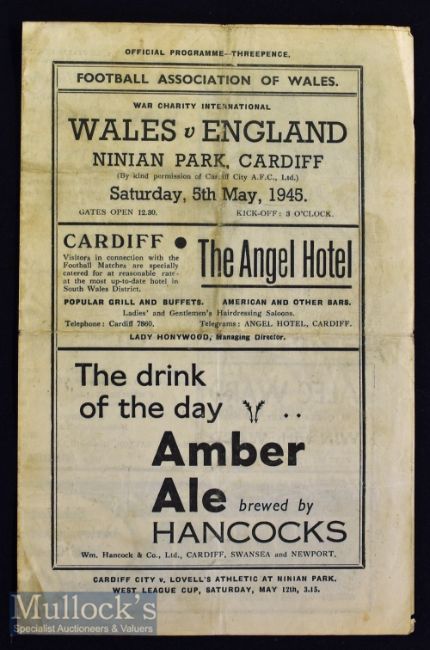 OFFICIAL PROGRAMME—THREEPENCE.
FOOTBALL ASSOCIATION OF WALES.
WAR CHARITY INTERNATIONAL
WALES v ENGLAND
NINIAN PARK, CARDIFF
(By kind permission of Cardiff City A.F.C., Ltd.)
Saturday, 5th May, 1945.
GATES OPEN 12.30. KICK-OFF: 3 O'CLOCK.
CARDIFF ●
Visitors in connection with the
Football Matches are specially
catered for at reasonable rate
at the most up-to-date hotel in
South Wales District.
The Angel Hotel
POPULAR GRILL AND BUFFETS. AMERICAN AND OTHER BARS.
Ladies' and Gentlemen's Hairdressing Saloons.
Telephone: Cardiff 7660. Telegrams: ANGEL HOTEL, CARDIFF.
LADY HONYWOOD, Managing Director.
The drink
of the day ..
Amber
Ale brewed by
HANCOCKS
Wm. Hancock & Co., Ltd., CARDIFF, SWANSEA and NEWPORT.
CARDIFF CITY v. LOVELL'S ATHLETIC AT NINIAN PARK.
WEST LEAGUE CUP, SATURDAY, MAY 12th, 3.15.
Mullock's
Specialist Auctioneers & Valuers